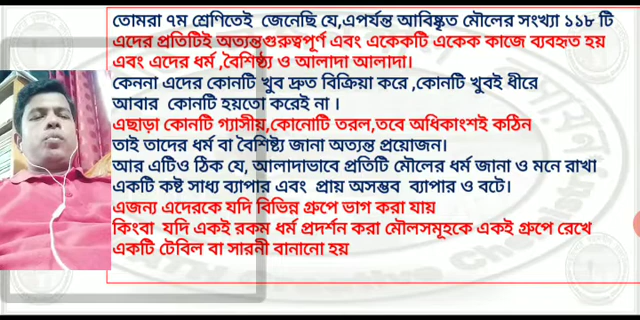 তোমরা ৭ম শ্রেণিতেই জেনেছি যে,এপর্যন্ত আবিষ্কৃত মৌলের সংখ্যা ১১৮ টি
এদের প্রতিটিই অত্যন্তগুরুত্বপূর্ণ এবং একেকটি একেক কাজে ব্যবহৃত হয়
এবং এদের ধর্ম ,বৈশিষ্ঠ্য ও আলাদা আলাদা।
কেননা এদের কোনটি খুব দ্রুত বিক্রিয়া করে ,কোনটি খুবই ধীরে
আবার কোনটি হয়তো করেই না ।
এছাড়া কোনটি গ্যাসীয়,কোনোটি তরল,তবে অধিকাংশই কঠিন
তাই তাদের ধর্ম বা বৈশিষ্ট্য জানা অত্যন্ত প্রয়োজন।
আর এটিও ঠিক যে, আলাদাভাবে প্রতিটি মৌলের ধর্ম জানা ও মনে রাখা
একটি কষ্ট সাধ্য ব্যাপার এবং প্রায় অসম্ভব ব্যাপার ও বটে।
এজন্য এদেরকে যদি বিভিন্ন গ্রুপে ভাগ করা যায়
কিংবা যদি একই রকম ধর্ম প্রদর্শন করা মৌলসমূহকে একই গ্রুপে রেখে
একটি টেবিল বা সারনী বানানো হয়